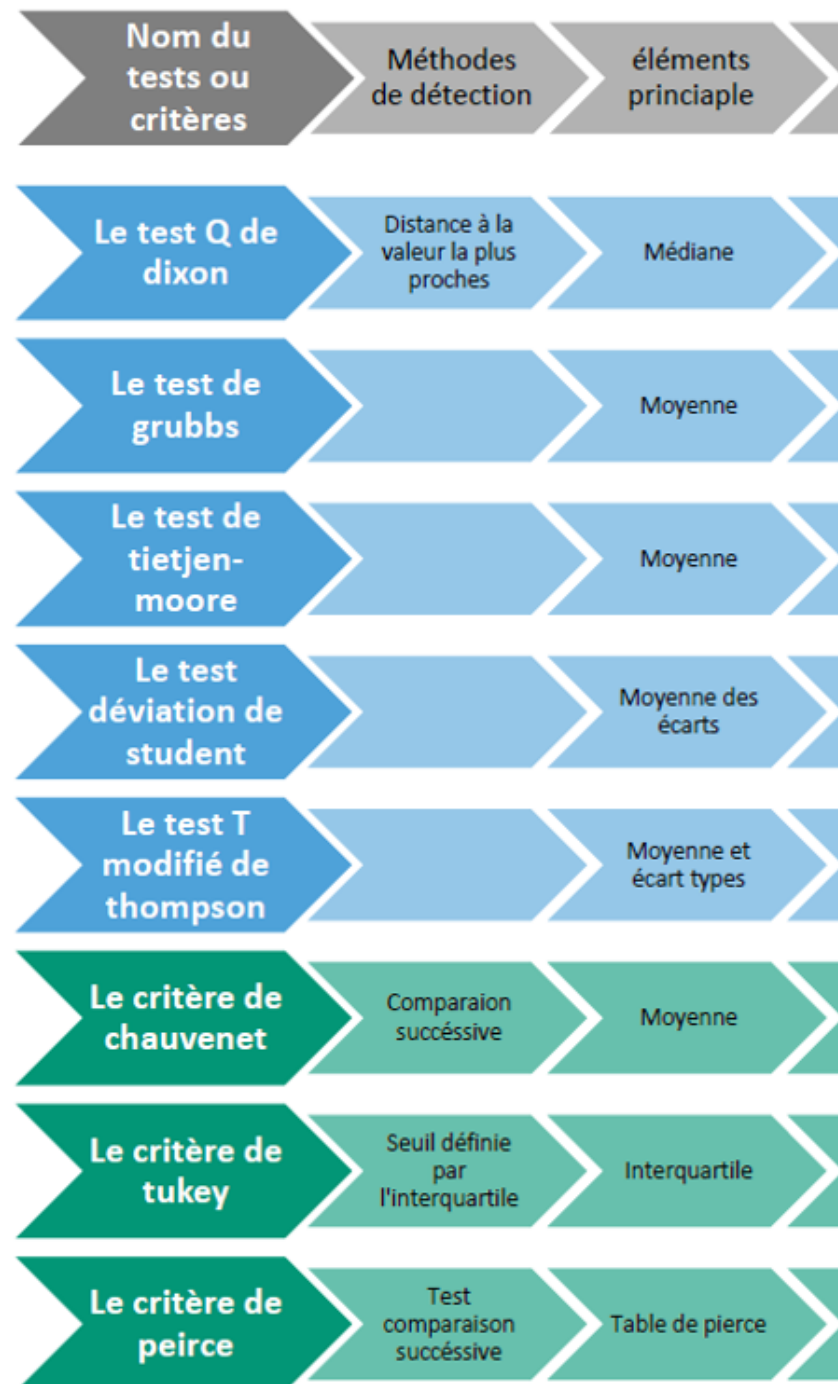 Nom du
tests ou
critères
Méthodes
de détection
éléments
princiaple
Le test Q de
dixon
Distance à la
valeur la plus
proches
Médiane
Le test de
grubbs
Moyenne
Le test de
tietjen-
moore
Moyenne
Le test
déviation de
student
Moyenne des
écarts
Le test T
modifié de
thompson
Moyenne et
écart types
Le critère de
chauvenet
Comparaion
succéssive
Moyenne
Le critère de
tukey
Seuil définie
par
l'interquartile
Interquartile
Le critère de
peirce
Test
comparaison
succéssive
Table de pierce